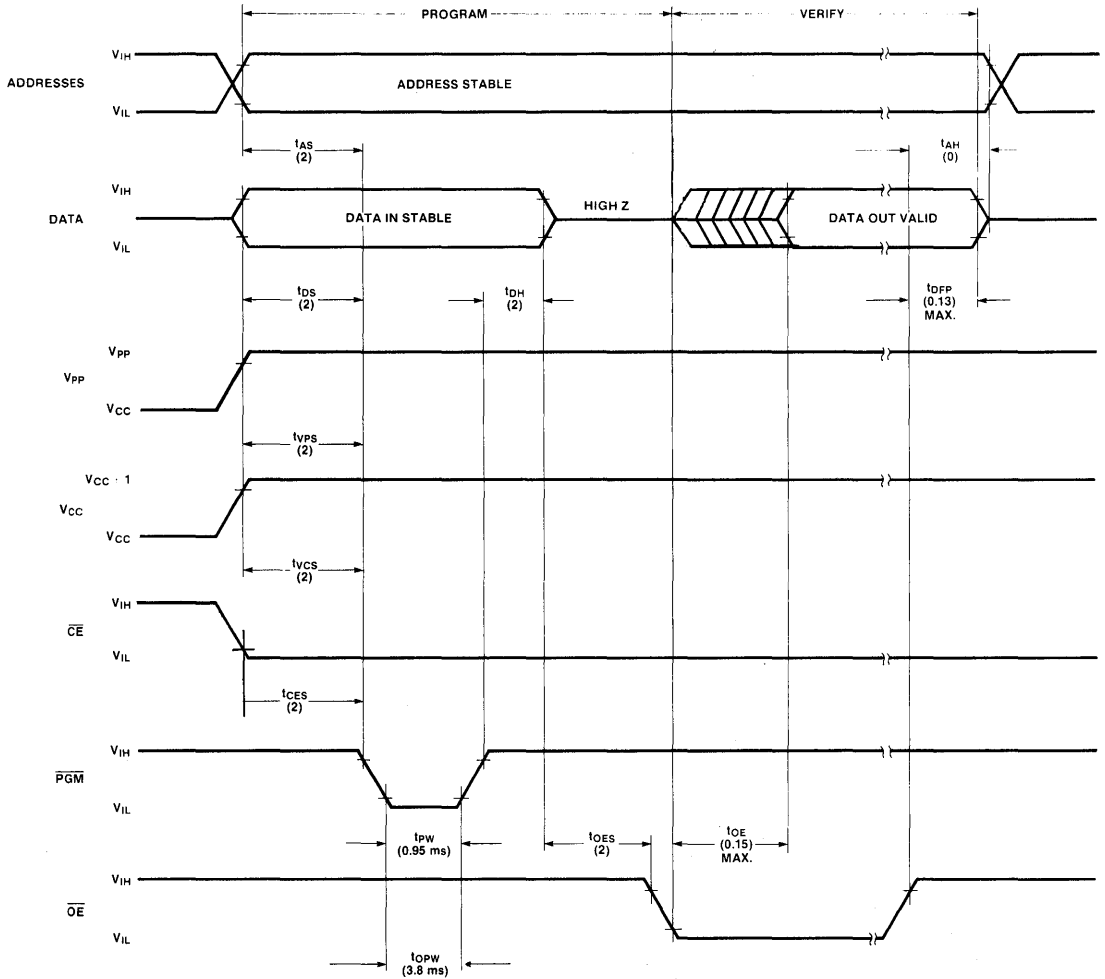 PROGRAM
VERIFY
ADDRESSES
VIH
VIL
ADDRESS STABLE
tAS
(2)
tAH
(0)
DATA
VIH
VIL
DATA IN STABLE
HIGH Z
DATA OUT VALID
tDS
(2)
tDH
(2)
tDFP
(0.13)
MAX.
VPP
VPP
VCC
tVPS
(2)
VCC · 1
VCC
VCC
tVCS
(2)
CE
VIH
VIL
tCES
(2)
PGM
VIH
VIL
tPW
(0.95 ms)
tOES
(2)
tOE
(0.15)
MAX.
OE
VIH
VIL
tOPW
(3.8 ms)